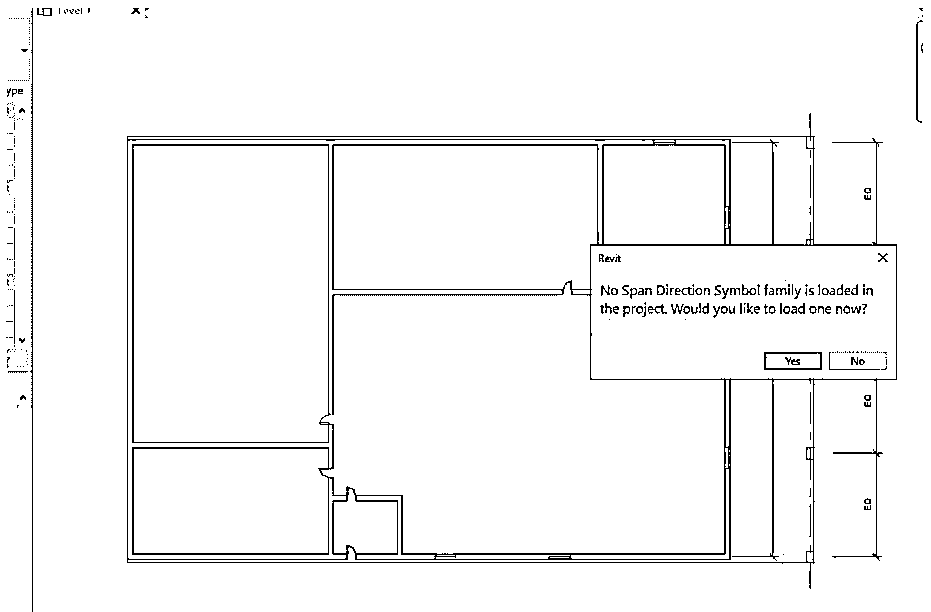 Level 1
ype
EQ
Revit
No Span Direction Symbol family is loaded in
the project. Would you like to load one now?
Yes
No
EQ
EQ